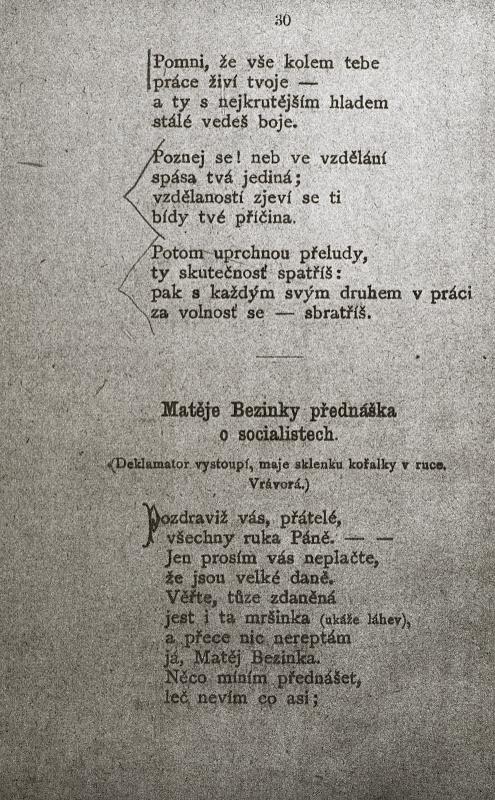 30
Pomni, že vše kolem tebe
práce živí tvoje —
a ty s nejkrutějším hladem
stálé vedeš boje.
Poznej se! neb ve vzdělání
spása tvá jediná;
vzdělaností zjeví se ti
bídy tvé příčina.
Potom uprchnou přeludy,
ty skutečnosť spatříš:
pak s každým svým druhem v práci
za volnosť se — sbratříš.
Matěje Bezinky přednáška
o socialistech.
(Deklamator vystoupí, maje sklenku kořalky v ruce.
Vrávorá.)
Pozdraviž vás, přátelé,
všechny ruka Páně. — —
Jen prosím vás neplačte,
že jsou velké daně.
Věřte, tůze zdaněná
jest i ta mršinka (ukáže láhev),
a přece nic nereptám
já, Matěj Bezinka.
Něco míním přednášet,
leč nevím co asi;